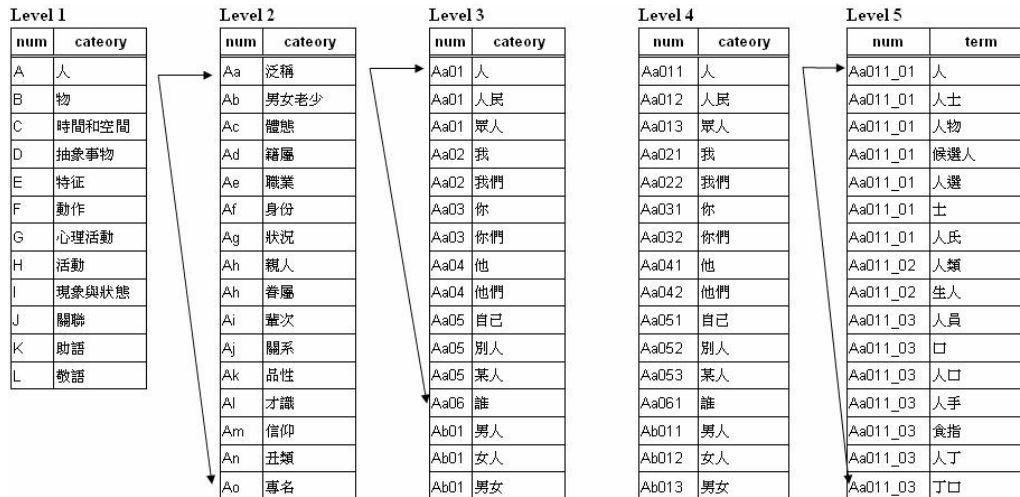 Level 1 Level 2 Level 3 Level 4 Level 5
num cateory num cateory num cateory num cateory num term
A 人 Aa 泛稱 Aa01 人 Aa011 人 Aa011_01 人
B 物 Ab 男女老少 Aa01 人民 Aa012 人民 Aa011_01 人士
C 時間和空間 Ac 體態 Aa01 眾人 Aa013 眾人 Aa011_01 人物
D 抽象事物 Ad 籍屬 Aa02 我 Aa021 我 Aa011_01 候選人
E 特征 Ae 職業 Aa02 我們 Aa022 我們 Aa011_01 人選
F 動作 Af 身份 Aa03 你 Aa031 你 Aa011_01 士
G 心理活動 Ag 狀況 Aa03 你們 Aa032 你們 Aa011_01 人氏
H 活動 Ah 親人 Aa04 他 Aa041 他 Aa011_02 人類
I 現象與狀態 Ah 眷屬 Aa04 他們 Aa042 他們 Aa011_02 生人
J 關聯 Ai 輩次 Aa05 自己 Aa051 自己 Aa011_03 人員
K 助語 Aj 關系 Aa05 別人 Aa052 別人 Aa011_03 口
L 敬語 Ak 品性 Aa05 某人 Aa053 某人 Aa011_03 人口
Al 才識 Aa06 誰 Aa061 誰 Aa011_03 人手
Am 信仰 Ab01 男人 Ab011 男人 Aa011_03 食指
An 丑類 Ab01 女人 Ab012 女人 Aa011_03 人丁
Ao 專名 Ab01 男女 Ab013 男女 Aa011_03 丁口